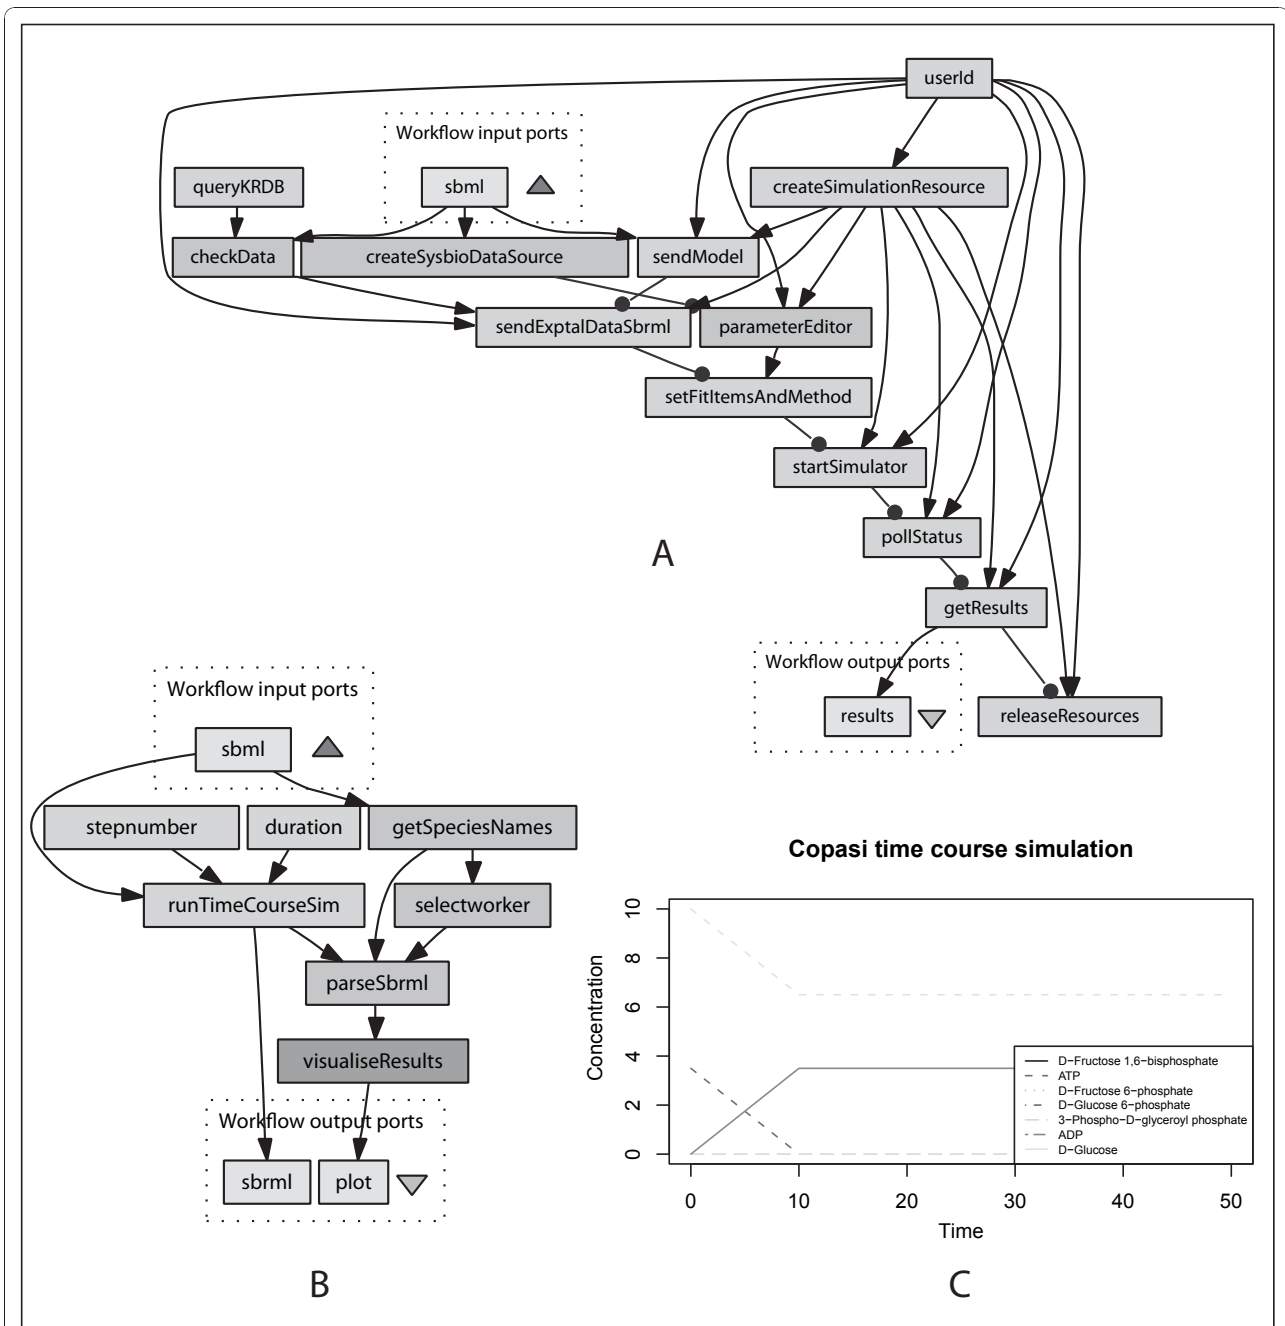 userId
Workflow input ports
queryKRDB
sbml
createSimulationResource
checkData
createSysbioDataSource
sendModel
sendExptalDataSbrml
parameterEditor
setFitItemsAndMethod
startSimulator
pollStatus
A
getResults
Workflow output ports
results
releaseResources
Workflow input ports
sbml
stepnumber
duration
getSpeciesNames
runTimeCourseSim
selectworker
parseSbrml
visualiseResults
Workflow output ports
sbrml
plot
B
Copasi time course simulation
Concentration
10
8
6
4
2
0
D−Fructose 1,6−bisphosphate
ATP
D−Fructose 6−phosphate
D−Glucose 6−phosphate
3−Phospho−D−glyceroyl phosphate
ADP
D−Glucose
0 10 20 30 40 50
Time
C